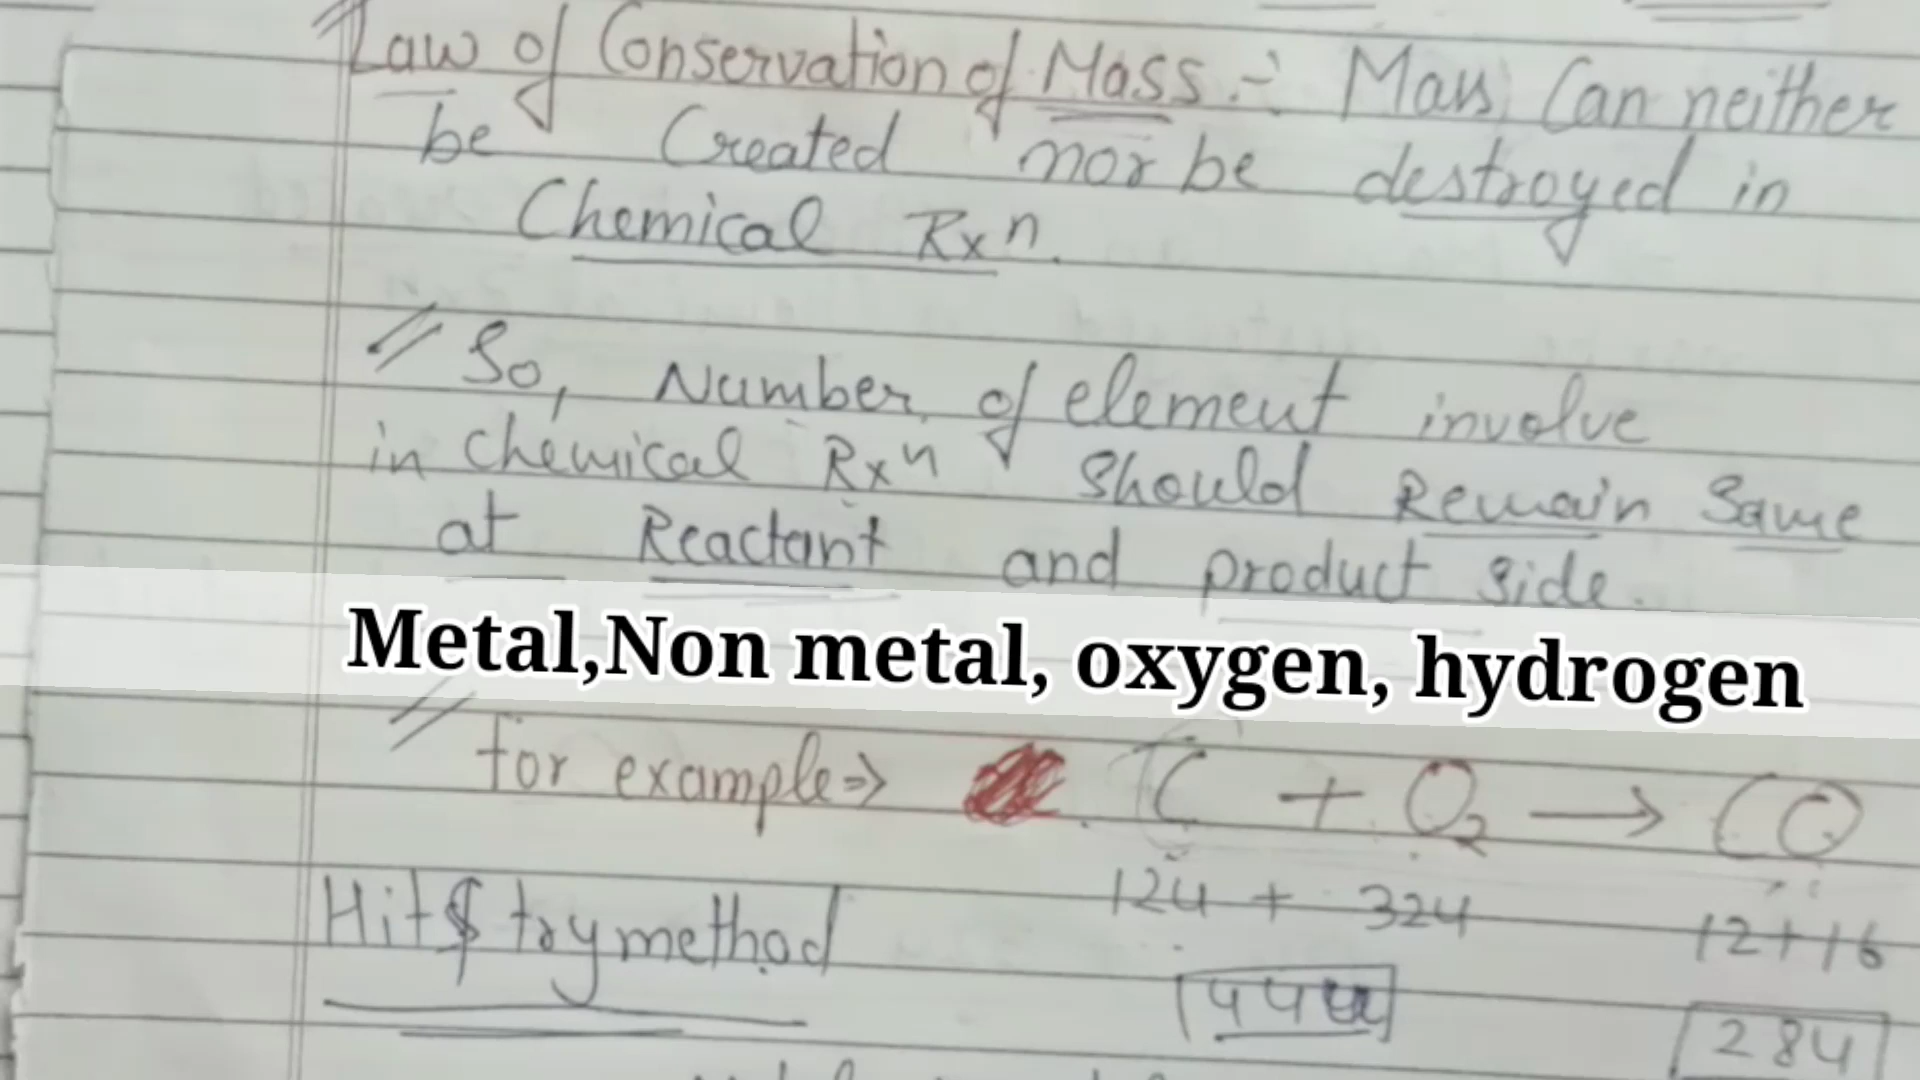 Law of Conservation of Mass :- Mass Can neither
be Created nor be destroyed in
Chemical Rxn.
So, Number of element involve
in chemical Rxn should Remain Same
at Reactant and product side.
Metal,Non metal, oxygen, hydrogen
for example => C + O2 → CO
12u + 32u 12+16
Hit & try method
44u 28u